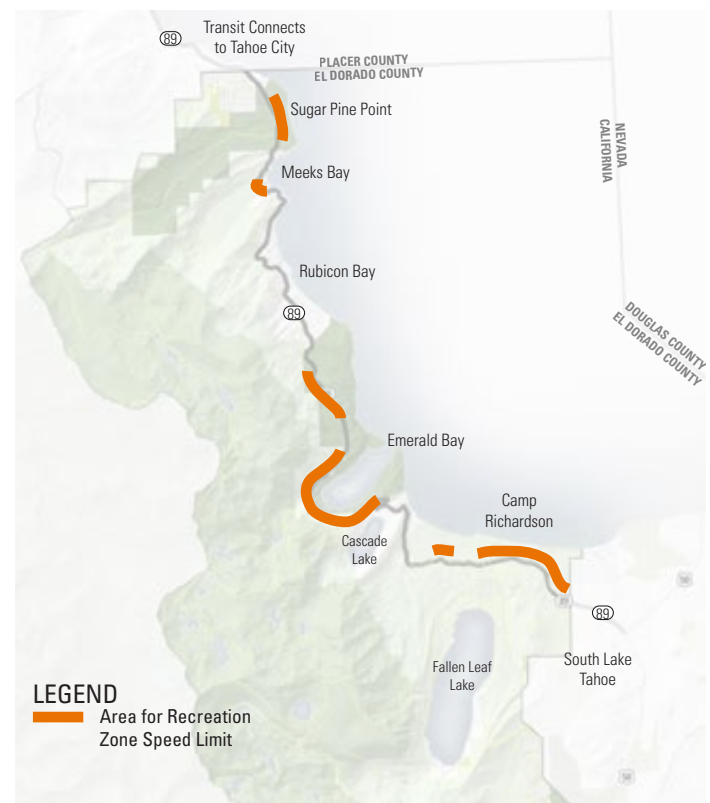 Transit Connects
to Tahoe City
89
PLACER COUNTY
EL DORADO COUNTY
Sugar Pine Point
NEVADA
CALIFORNIA
Meeks Bay
Rubicon Bay
89
DOUGLAS COUNTY
EL DORADO COUNTY
Emerald Bay
Camp
Richardson
Cascade
Lake
89
South Lake
Tahoe
Fallen Leaf
Lake
LEGEND
Area for Recreation
Zone Speed Limit